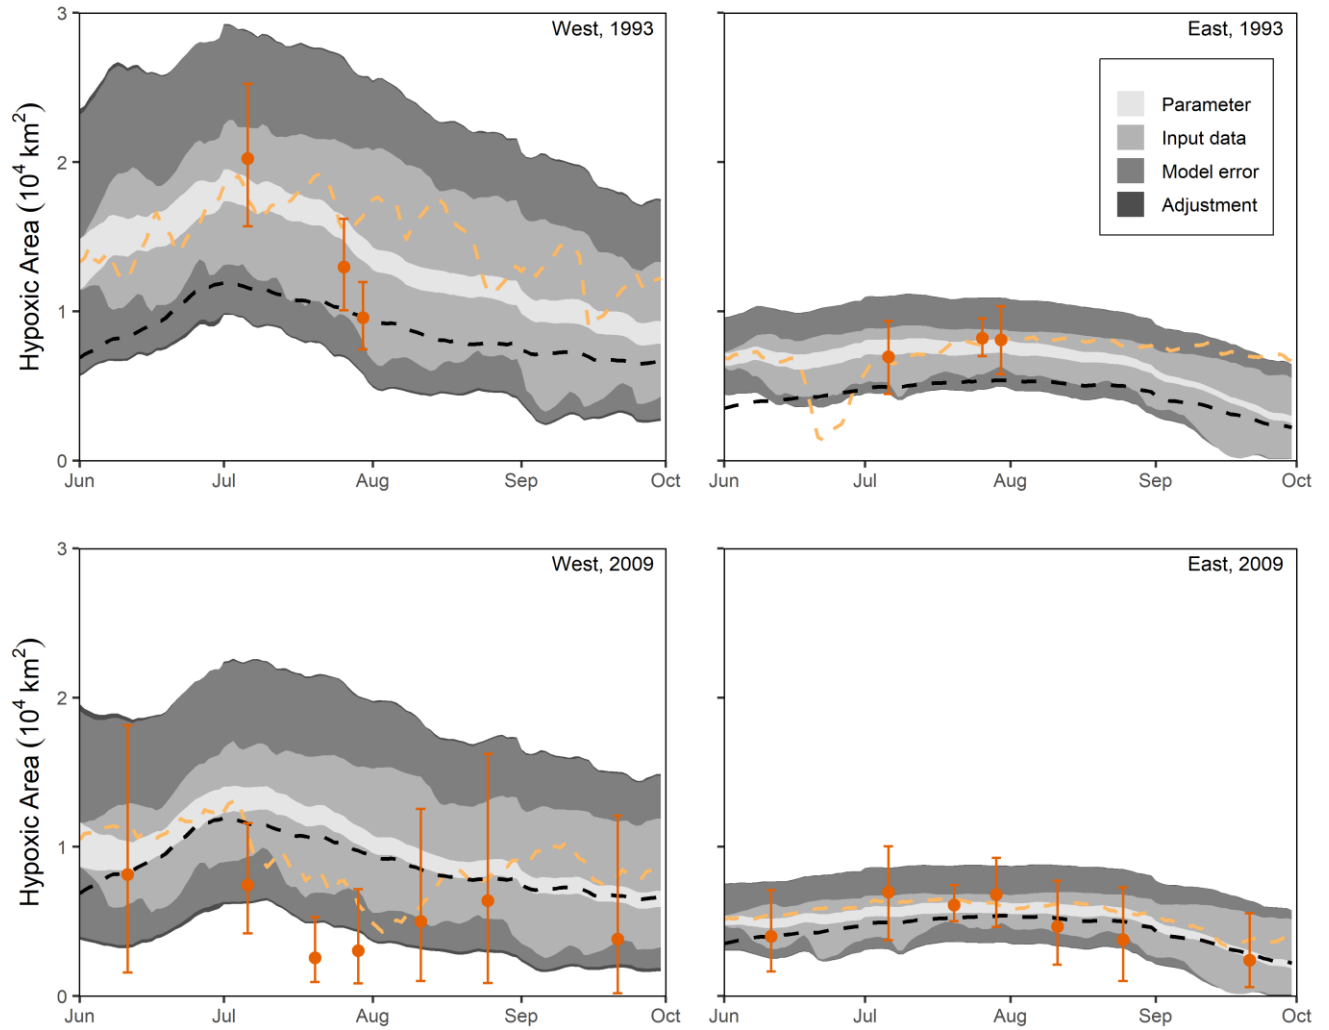 West, 1993
3
2
1
0
Hypoxic Area (10⁴ km²)
Jun Jul Aug Sep Oct
East, 1993
Parameter
Input data
Model error
Adjustment
Jun Jul Aug Sep Oct
West, 2009
3
2
1
0
Hypoxic Area (10⁴ km²)
Jun Jul Aug Sep Oct
East, 2009
Jun Jul Aug Sep Oct